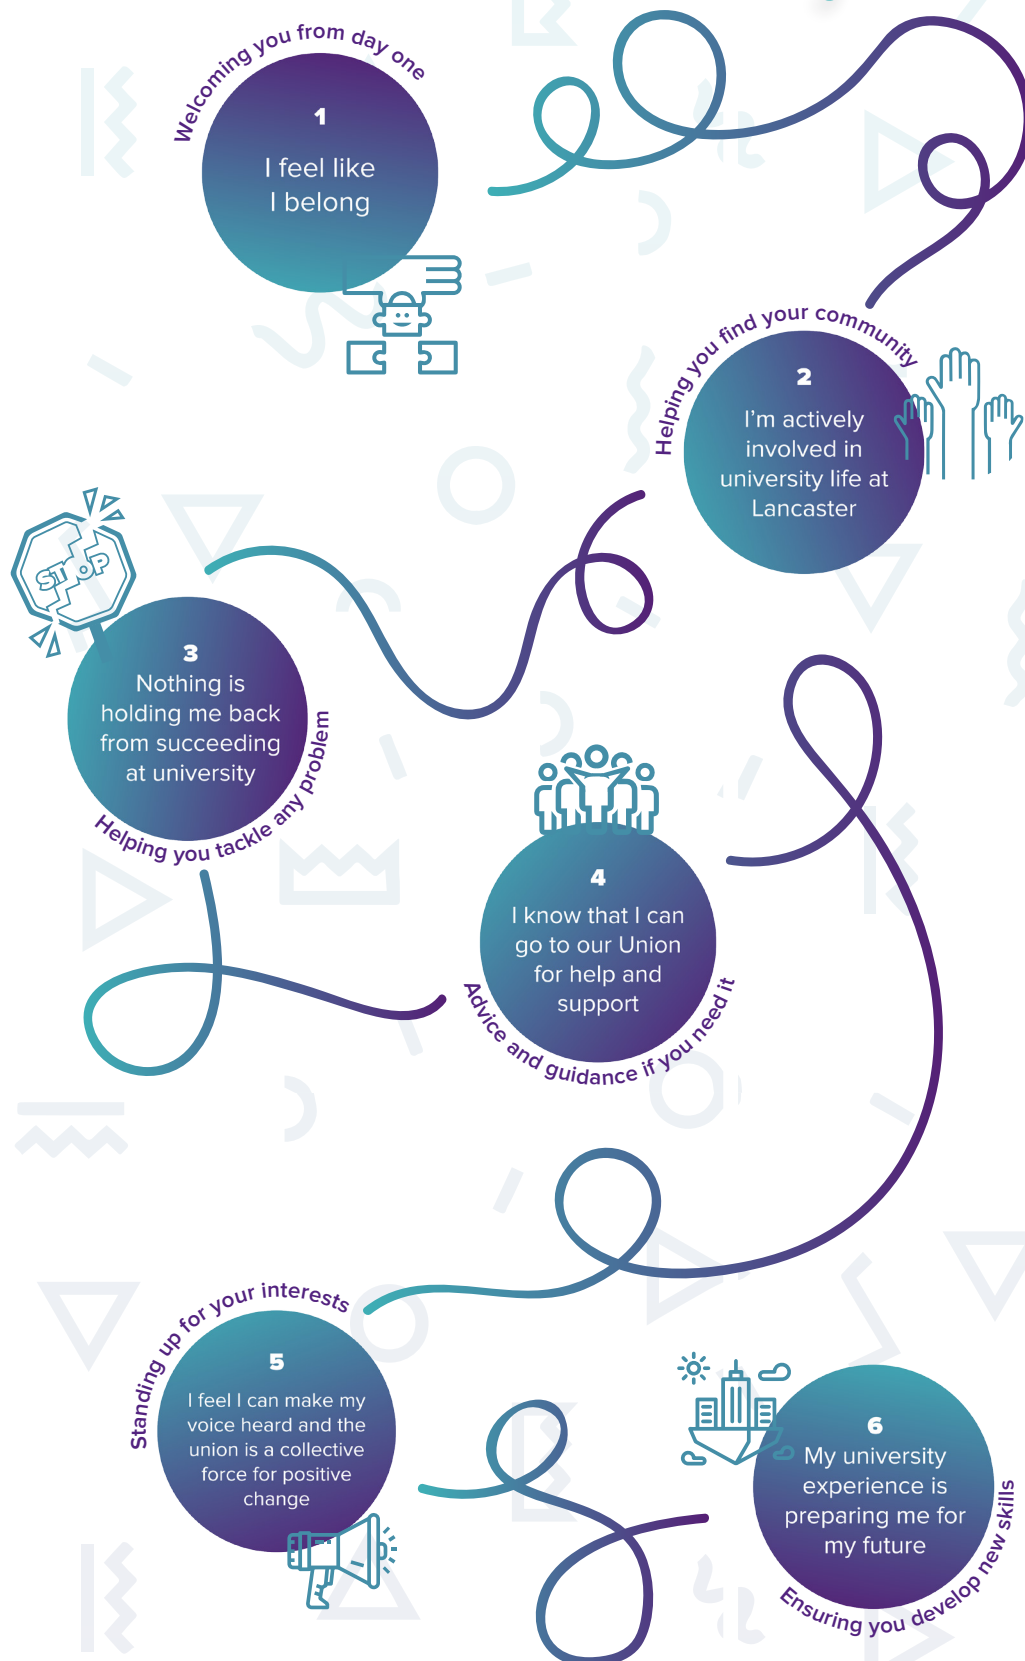 Welcoming you from day one
1
I feel like
I belong
Helping you find your community
2
I'm actively
involved in
university life at
Lancaster
STOP
3
Nothing is
holding me back
from succeeding
at university
Helping you tackle any problem
4
I know that I can
go to our Union
for help and
support
Advice and guidance if you need it
Standing up for your interests
5
I feel I can make my
voice heard and the
union is a collective
force for positive
change
6
My university
experience is
preparing me for
my future
Ensuring you develop new skills